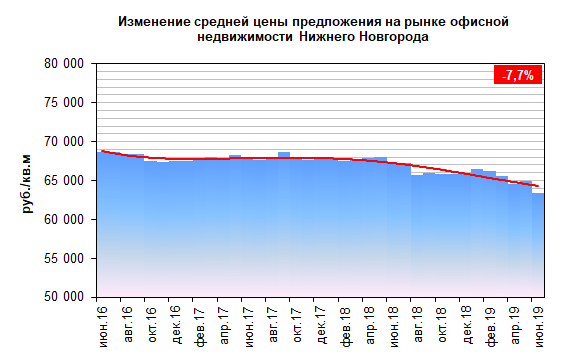 Изменение средней цены предложения на рынке офисной
недвижимости Нижнего Новгорода
-7,7%
руб./кв.м
80 000
75 000
70 000
65 000
60 000
55 000
50 000
июн.16
авг.16
окт.16
дек.16
фев.17
апр.17
июн.17
авг.17
окт.17
дек.17
фев.18
апр.18
июн.18
авг.18
окт.18
дек.18
фев.19
апр.19
июн.19